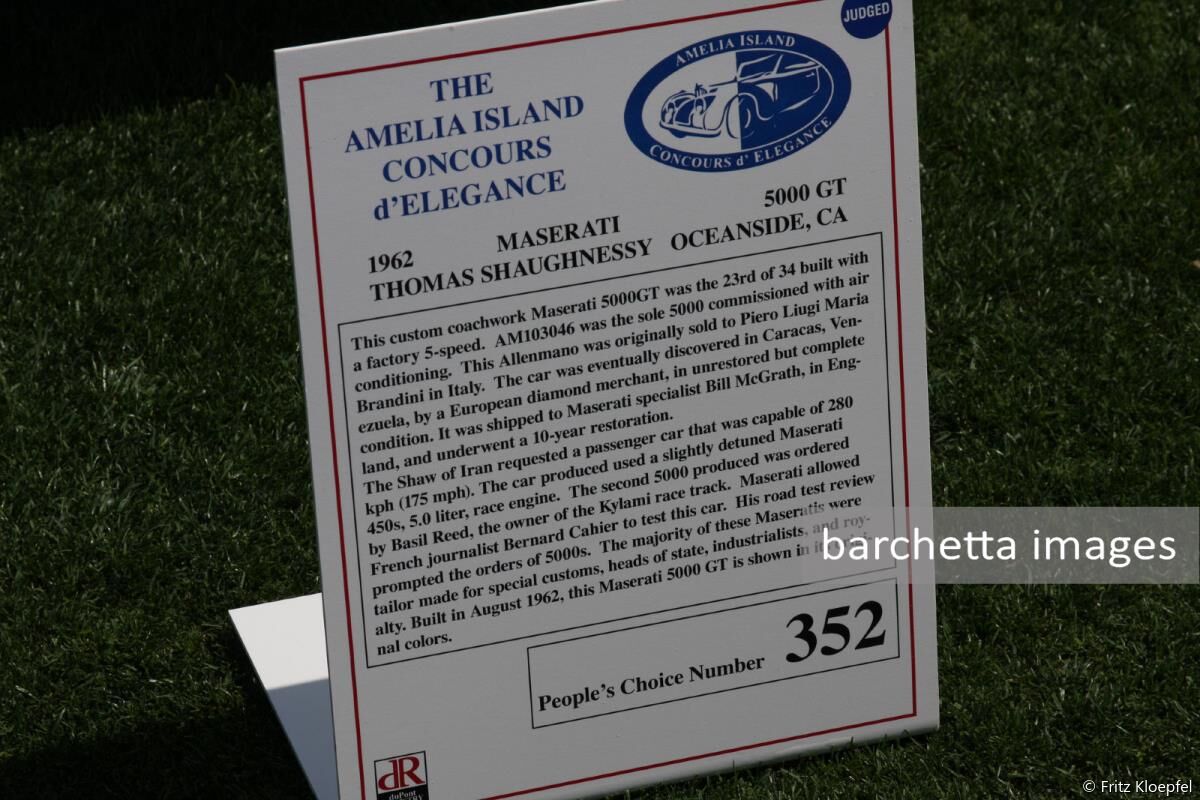 JUDGED
THE
AMELIA ISLAND
CONCOURS
d'ELEGANCE
AMELIA ISLAND
CONCOURS d' ELEGANCE
1962 MASERATI 5000 GT
THOMAS SHAUGHNESSY OCEANSIDE, CA
This custom coachwork Maserati 5000GT was the 23rd of 34 built with
a factory 5-speed. AM103046 was the sole 5000 commissioned with air
conditioning. This Allenmano was originally sold to Piero Liugi Maria
Brandini in Italy. The car was eventually discovered in Caracas, Ven-
ezuela, by a European diamond merchant, in unrestored but complete
condition. It was shipped to Maserati specialist Bill McGrath, in Eng-
land, and underwent a 10-year restoration.
The Shaw of Iran requested a passenger car that was capable of 280
kph (175 mph). The car produced used a slightly detuned Maserati
450s, 5.0 liter, race engine. The second 5000 produced was ordered
by Basil Reed, the owner of the Kylami race track. Maserati allowed
French journalist Bernard Cahier to test this car. His road test review
prompted the orders of 5000s. The majority of these Maseratis were
tailor made for special customs, heads of state, industrialists, and roy-
alty. Built in August 1962, this Maserati 5000 GT is shown in its origi-
nal colors.
People's Choice Number 352
dR
duPont
barchetta images
© Fritz Kloepfel